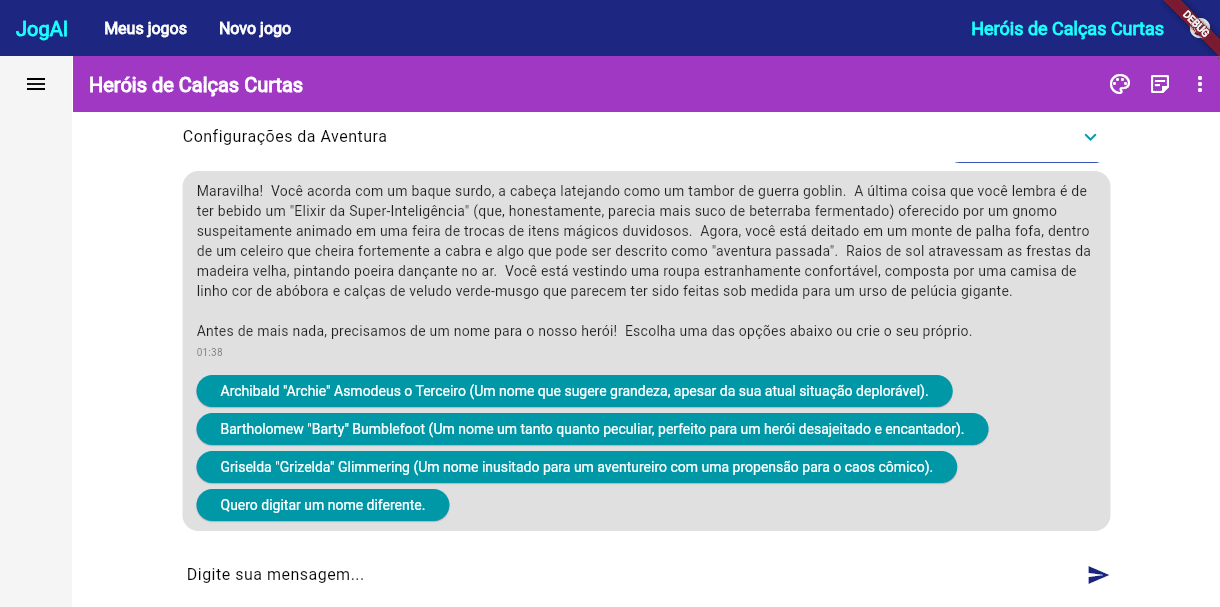 JogAI Meus jogos Novo jogo Heróis de Calças Curtas DEBUG
Heróis de Calças Curtas
Configurações da Aventura
Maravilha!  Você acorda com um baque surdo, a cabeça latejando como um tambor de guerra goblin.  A última coisa que você lembra é de
ter bebido um "Elixir da Super-Inteligência" (que, honestamente, parecia mais suco de beterraba fermentado) oferecido por um gnomo
suspeitamente animado em uma feira de trocas de itens mágicos duvidosos.  Agora, você está deitado em um monte de palha fofa, dentro
de um celeiro que cheira fortemente a cabra e algo que pode ser descrito como "aventura passada".  Raios de sol atravessam as frestas da
madeira velha, pintando poeira dançante no ar.  Você está vestindo uma roupa estranhamente confortável, composta por uma camisa de
linho cor de abóbora e calças de veludo verde-musgo que parecem ter sido feitas sob medida para um urso de pelúcia gigante.
Antes de mais nada, precisamos de um nome para o nosso herói!  Escolha uma das opções abaixo ou crie o seu próprio.
01:38
Archibald "Archie" Asmodeus o Terceiro (Um nome que sugere grandeza, apesar da sua atual situação deplorável).
Bartholomew "Barty" Bumblefoot (Um nome um tanto quanto peculiar, perfeito para um herói desajeitado e encantador).
Griselda "Grizelda" Glimmering (Um nome inusitado para um aventureiro com uma propensão para o caos cômico).
Quero digitar um nome diferente.
Digite sua mensagem...